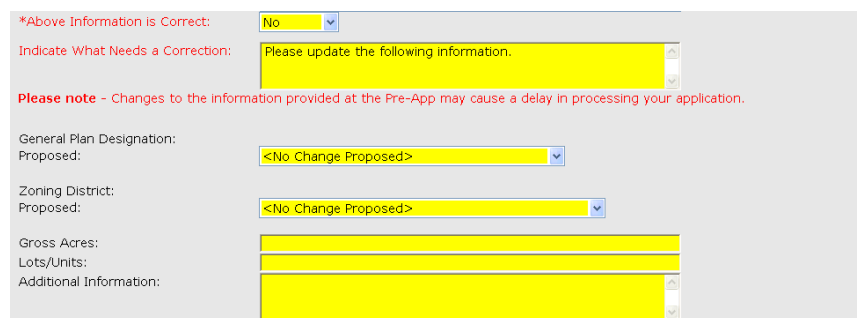 *Above Information is Correct: No
Indicate What Needs a Correction: Please update the following information.
Please note - Changes to the information provided at the Pre-App may cause a delay in processing your application.
General Plan Designation:
Proposed: <No Change Proposed>
Zoning District:
Proposed: <No Change Proposed>
Gross Acres:
Lots/Units:
Additional Information: